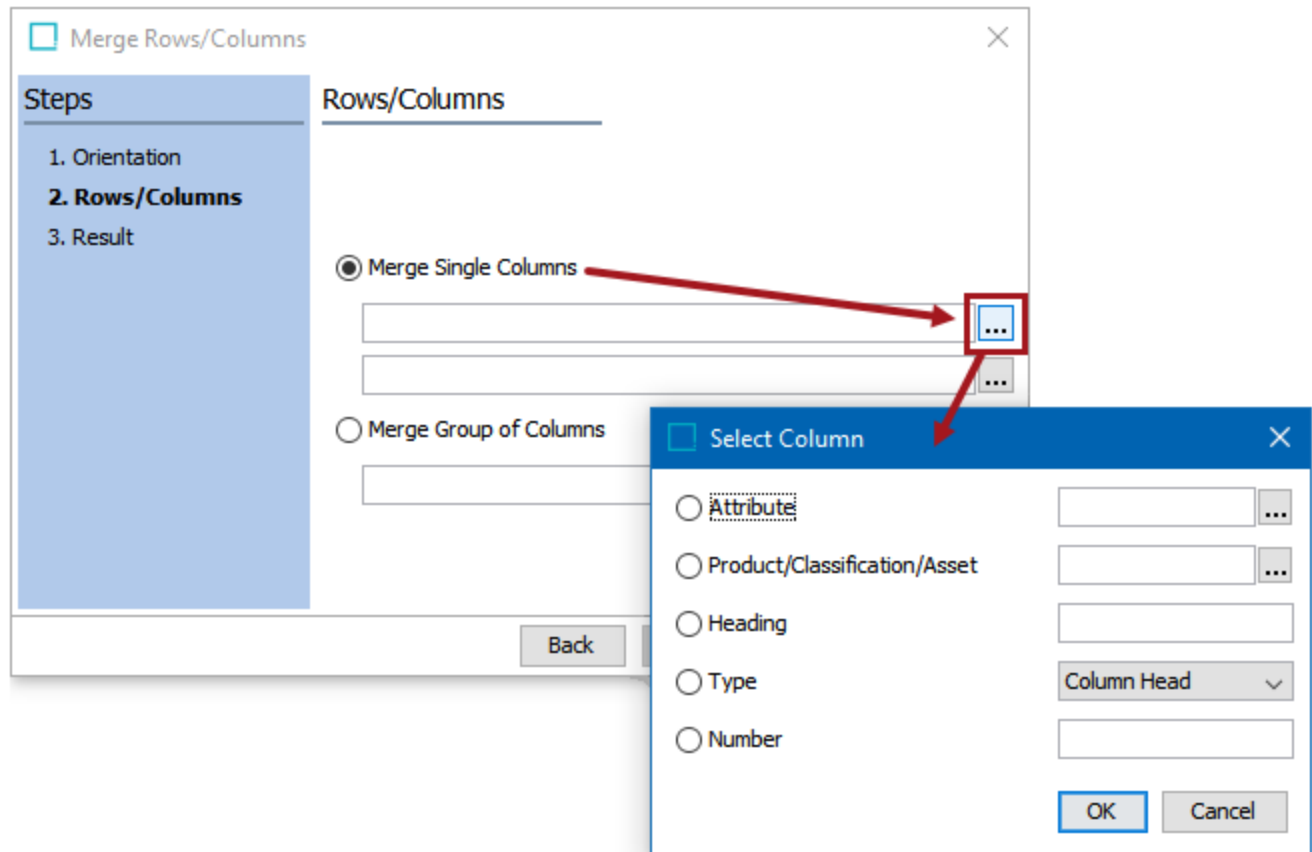 Merge Rows/Columns
Steps
1. Orientation
2. Rows/Columns
3. Result
Rows/Columns
Merge Single Columns
...
...
Merge Group of Columns
Back
Select Column
Attribute
...
Product/Classification/Asset
...
Heading
Type
Column Head
Number
OK
Cancel